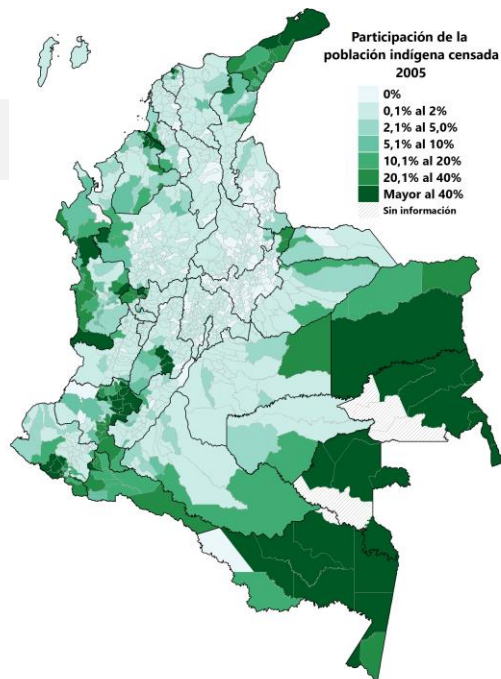 Participación de la
población indígena censada
2005
0%
0,1% al 2%
2,1% al 5,0%
5,1% al 10%
10,1% al 20%
20,1% al 40%
Mayor al 40%
Sin información